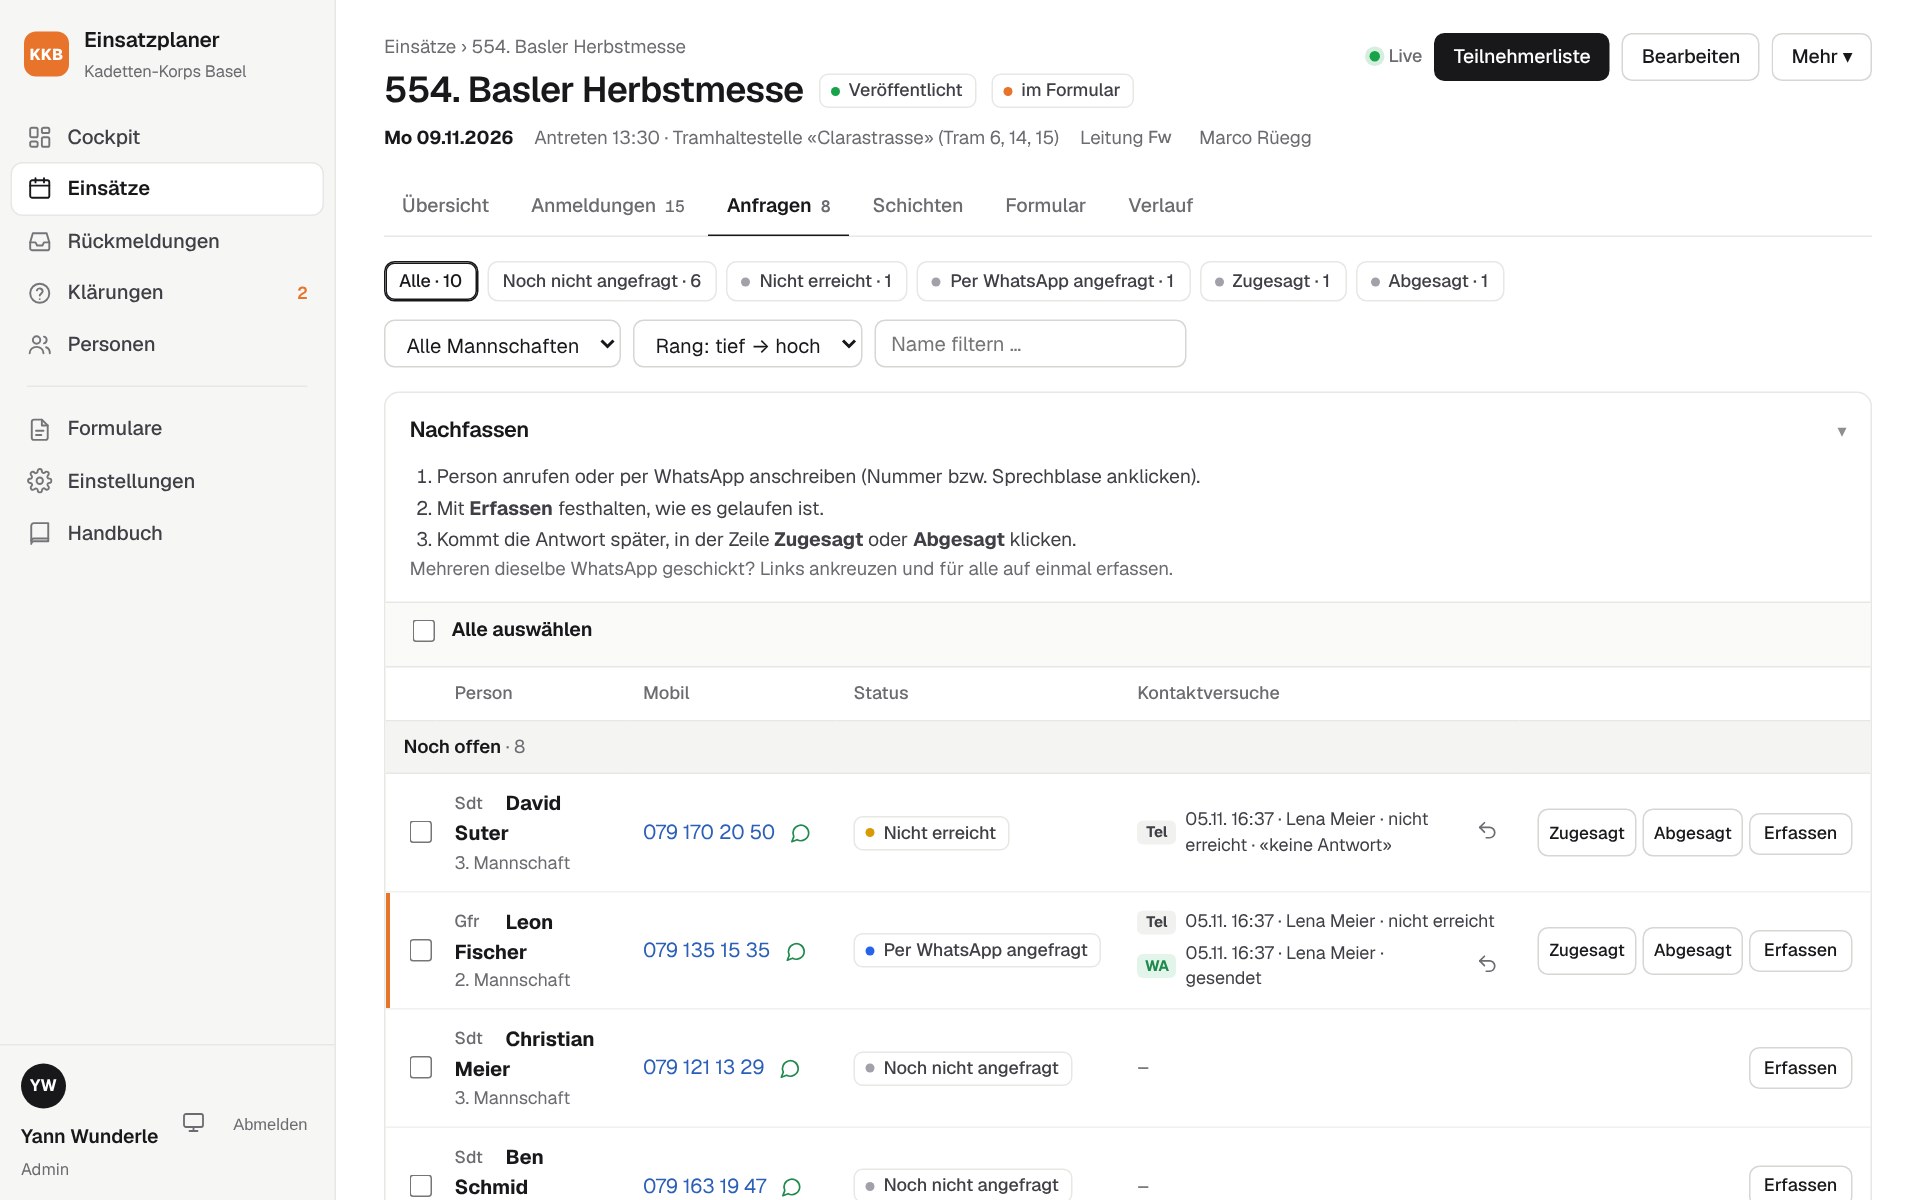 KKB
Einsatzplaner
Kadetten-Korps Basel
Cockpit
Einsätze
Rückmeldungen
Klärungen 2
Personen
Formulare
Einstellungen
Handbuch
YW
Yann Wunderle
Admin
Abmelden
Einsätze › 554. Basler Herbstmesse
Live
Teilnehmerliste
Bearbeiten
Mehr ▾
554. Basler Herbstmesse
Veröffentlicht
im Formular
Mo 09.11.2026 Antreten 13:30 · Tramhaltestelle «Clarastrasse» (Tram 6, 14, 15) Leitung Fw Marco Rüegg
Übersicht Anmeldungen 15 Anfragen 8 Schichten Formular Verlauf
Alle · 10 Noch nicht angefragt · 6 Nicht erreicht · 1 Per WhatsApp angefragt · 1 Zugesagt · 1 Abgesagt · 1
Alle Mannschaften Rang: tief → hoch Name filtern …
Nachfassen ▾
1. Person anrufen oder per WhatsApp anschreiben (Nummer bzw. Sprechblase anklicken).
2. Mit Erfassen festhalten, wie es gelaufen ist.
3. Kommt die Antwort später, in der Zeile Zugesagt oder Abgesagt klicken.
Mehreren dieselbe WhatsApp geschickt? Links ankreuzen und für alle auf einmal erfassen.
Alle auswählen
Person Mobil Status Kontaktversuche
Noch offen · 8
Sdt David
Suter
3. Mannschaft
079 170 20 50
Nicht erreicht
Tel 05.11. 16:37 · Lena Meier · nicht
erreicht · «keine Antwort»
Zugesagt Abgesagt Erfassen
Gfr Leon
Fischer
2. Mannschaft
079 135 15 35
Per WhatsApp angefragt
Tel 05.11. 16:37 · Lena Meier · nicht erreicht
WA 05.11. 16:37 · Lena Meier ·
gesendet
Zugesagt Abgesagt Erfassen
Sdt Christian
Meier
3. Mannschaft
079 121 13 29
Noch nicht angefragt
–
Erfassen
Sdt Ben
Schmid
079 163 19 47
Noch nicht angefragt
–
Erfassen